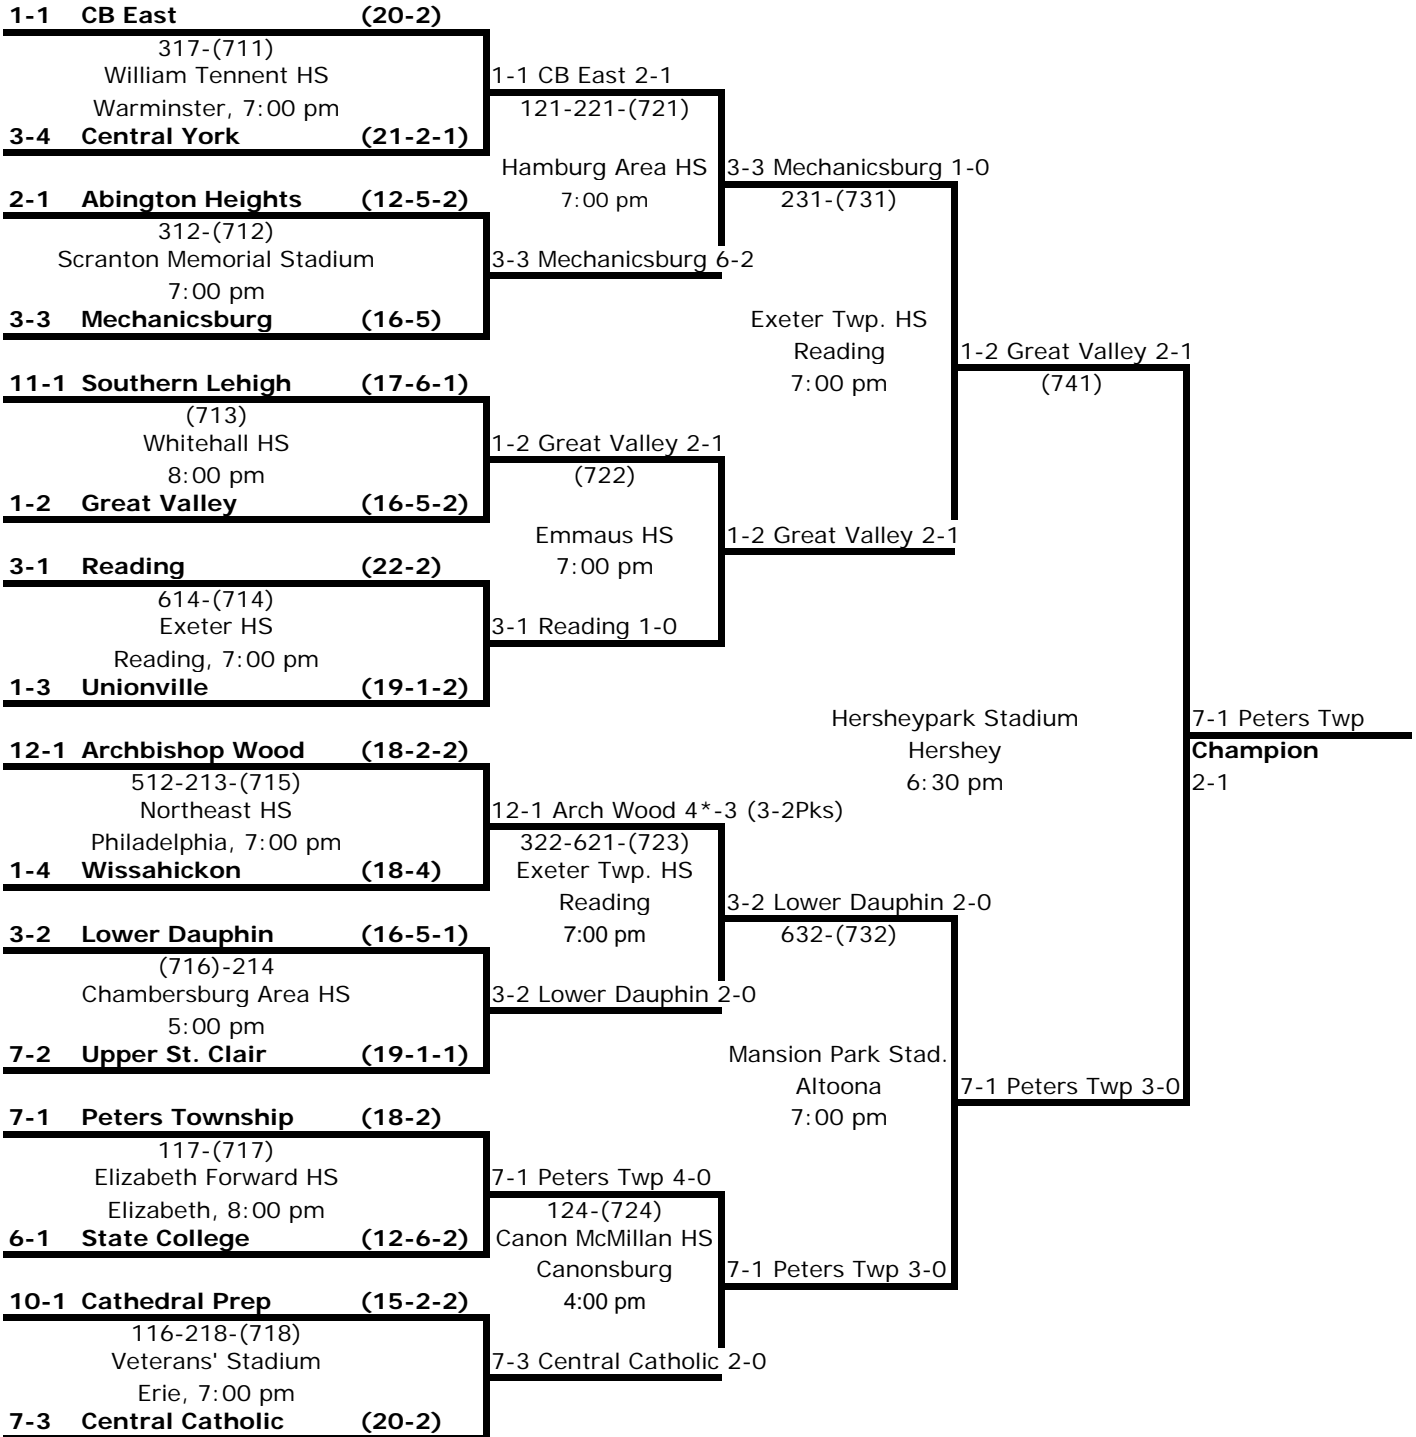 1-1 CB East (20-2)
317-(711)
William Tennent HS
Warminster, 7:00 pm
3-4 Central York (21-2-1)
2-1 Abington Heights (12-5-2)
312-(712)
Scranton Memorial Stadium
7:00 pm
3-3 Mechanicsburg (16-5)
11-1 Southern Lehigh (17-6-1)
(713)
Whitehall HS
8:00 pm
1-2 Great Valley (16-5-2)
3-1 Reading (22-2)
614-(714)
Exeter HS
Reading, 7:00 pm
1-3 Unionville (19-1-2)
12-1 Archbishop Wood (18-2-2)
512-213-(715)
Northeast HS
Philadelphia, 7:00 pm
1-4 Wissahickon (18-4)
3-2 Lower Dauphin (16-5-1)
(716)-214
Chambersburg Area HS
5:00 pm
7-2 Upper St. Clair (19-1-1)
7-1 Peters Township (18-2)
117-(717)
Elizabeth Forward HS
Elizabeth, 8:00 pm
6-1 State College (12-6-2)
10-1 Cathedral Prep (15-2-2)
116-218-(718)
Veterans' Stadium
Erie, 7:00 pm
7-3 Central Catholic (20-2)
1-1 CB East 2-1
121-221-(721)
Hamburg Area HS
7:00 pm
3-3 Mechanicsburg 6-2
1-2 Great Valley 2-1
(722)
Emmaus HS
7:00 pm
3-1 Reading 1-0
12-1 Arch Wood 4*-3 (3-2Pks)
322-621-(723)
Exeter Twp. HS
Reading
7:00 pm
3-2 Lower Dauphin 2-0
7-1 Peters Twp 4-0
124-(724)
Canon McMillan HS
Canonsburg
4:00 pm
7-3 Central Catholic 2-0
3-3 Mechanicsburg 1-0
231-(731)
Exeter Twp. HS
Reading
7:00 pm
1-2 Great Valley 2-1
3-2 Lower Dauphin 2-0
632-(732)
Mansion Park Stad.
Altoona
7:00 pm
7-1 Peters Twp 3-0
1-2 Great Valley 2-1
(741)
Hersheypark Stadium
Hershey
6:30 pm
7-1 Peters Twp 3-0
7-1 Peters Twp
Champion
2-1